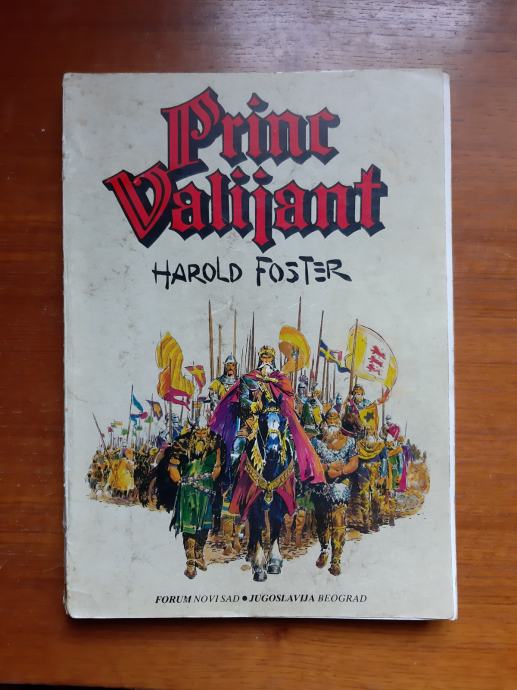 Princ
Valijant
HAROLD FOSTER
FORUM NOVI SAD ● JUGOSLAVIJA BEOGRAD